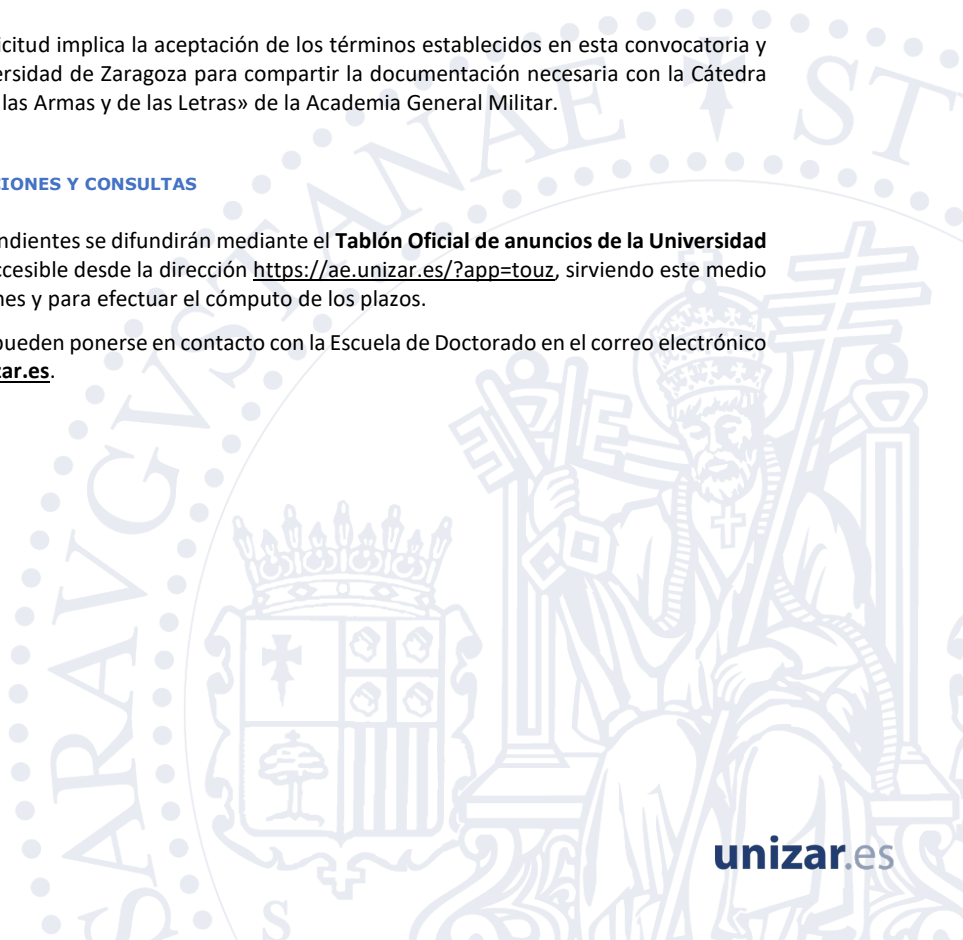 icitud implica la aceptación de los términos establecidos en esta convocatoria y
ersidad de Zaragoza para compartir la documentación necesaria con la Cátedra
las Armas y de las Letras» de la Academia General Militar.
CIONES Y CONSULTAS
ndientes se difundirán mediante el Tablón Oficial de anuncios de la Universidad
ccesible desde la dirección https://ae.unizar.es/?app=touz, sirviendo este medio
nes y para efectuar el cómputo de los plazos.
pueden ponerse en contacto con la Escuela de Doctorado en el correo electrónico
zar.es.
SARAVGVSTANAE ST
S
unizar.es